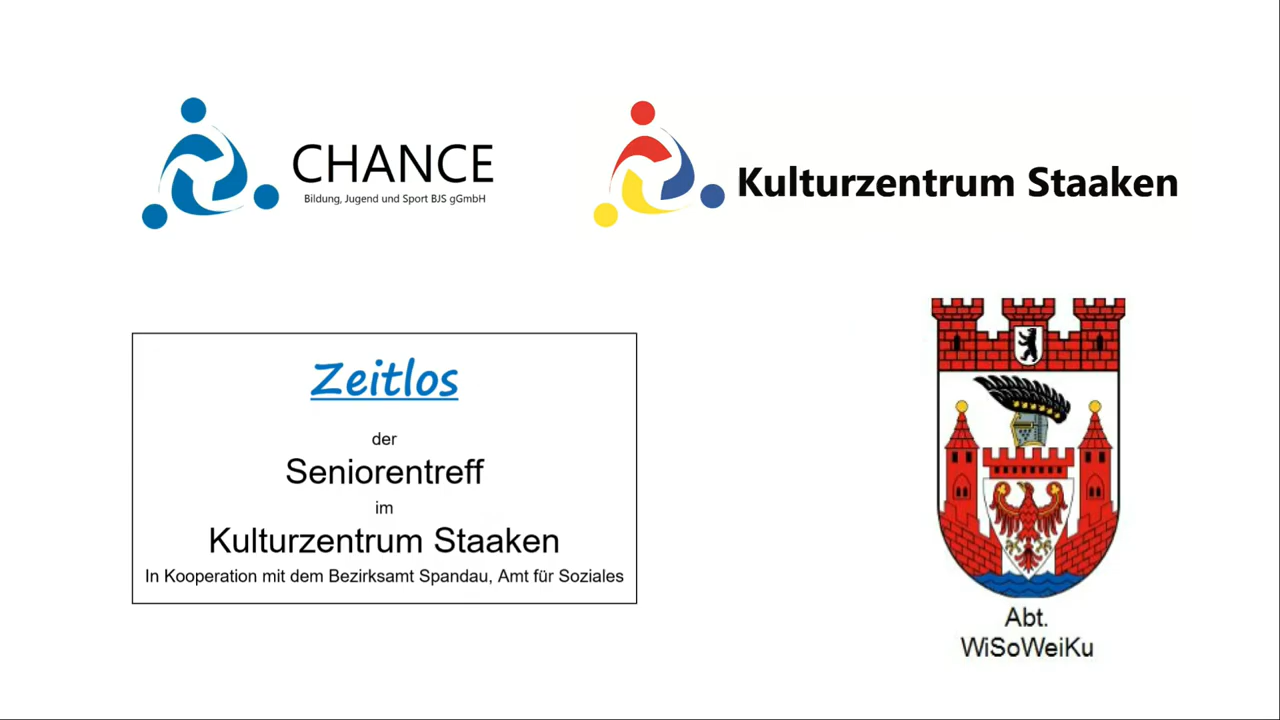 CHANCE
Bildung, Jugend und Sport BJS gGmbH
Kulturzentrum Staaken
Zeitlos
der
Seniorentreff
im
Kulturzentrum Staaken
In Kooperation mit dem Bezirksamt Spandau, Amt für Soziales
Abt.
WiSoWeiKu